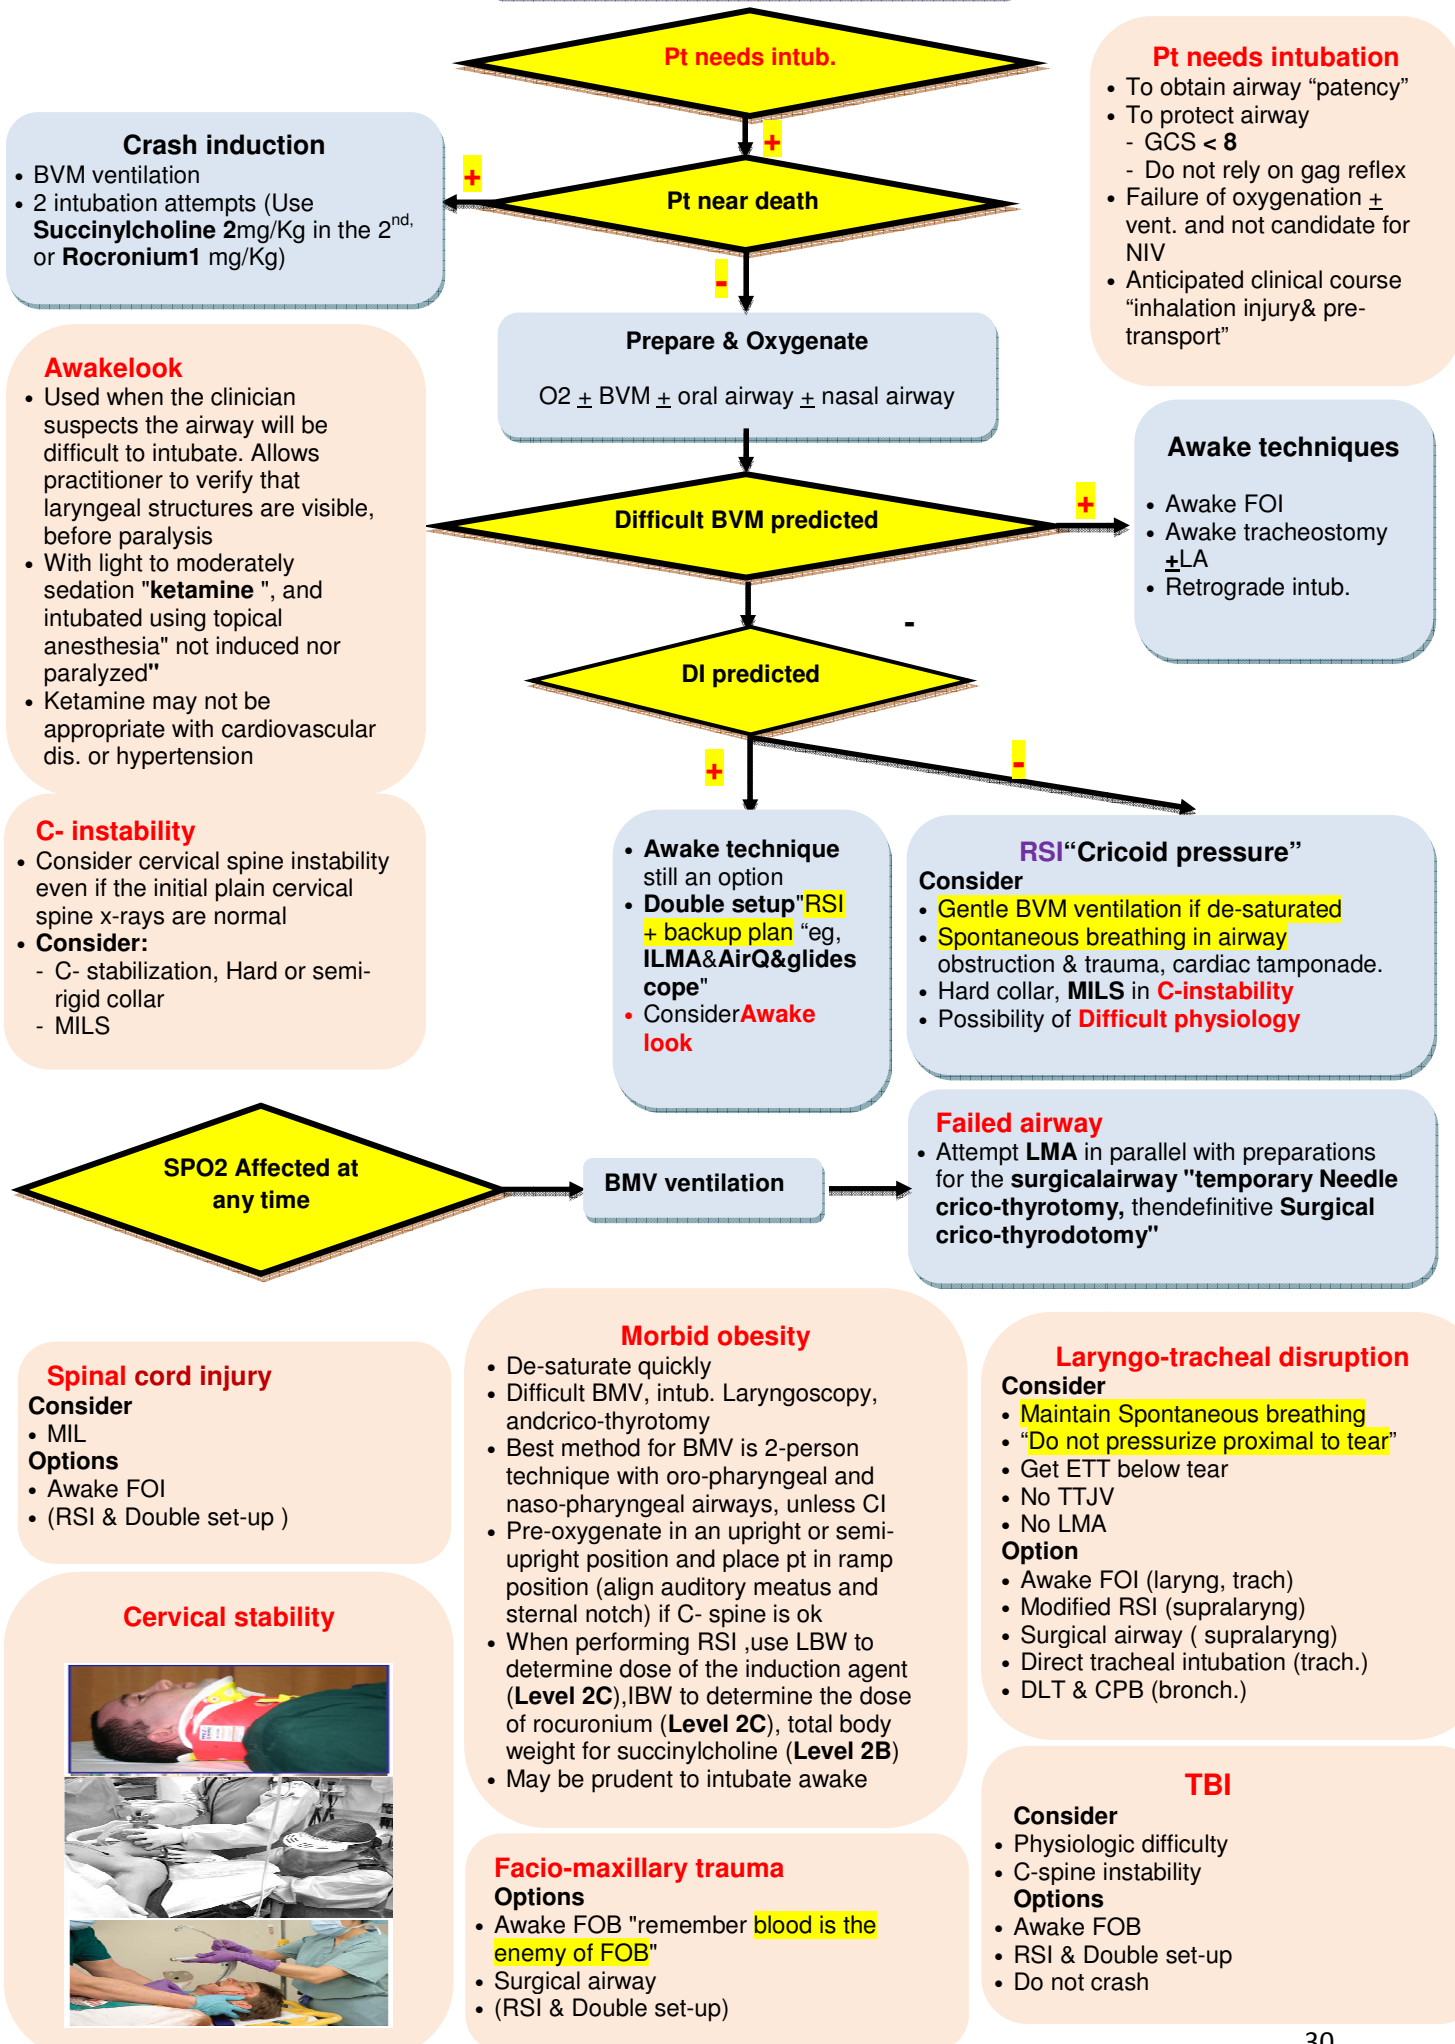 Pt needs intub.
+
Pt needs intubation
• To obtain airway “patency”
• To protect airway
- GCS < 8
- Do not rely on gag reflex
• Failure of oxygenation +
vent. and not candidate for
NIV
• Anticipated clinical course
“inhalation injury& pre-
transport”
Crash induction
• BVM ventilation
• 2 intubation attempts (Use
Succinylcholine 2mg/Kg in the 2nd,
or Rocronium1 mg/Kg)
+
Pt near death
-
Prepare & Oxygenate
O2 + BVM + oral airway + nasal airway
Awakelook
• Used when the clinician
suspects the airway will be
difficult to intubate. Allows
practitioner to verify that
laryngeal structures are visible,
before paralysis
• With light to moderately
sedation "ketamine ", and
intubated using topical
anesthesia" not induced nor
paralyzed"
• Ketamine may not be
appropriate with cardiovascular
dis. or hypertension
Difficult BVM predicted
+
Awake techniques
• Awake FOI
• Awake tracheostomy
+LA
• Retrograde intub.
-
DI predicted
+
-
C- instability
• Consider cervical spine instability
even if the initial plain cervical
spine x-rays are normal
• Consider:
- C- stabilization, Hard or semi-
rigid collar
- MILS
• Awake technique
still an option
• Double setup"RSI
+ backup plan “eg,
ILMA&AirQ&glides
cope"
• ConsiderAwake
look
RSI“Cricoid pressure”
Consider
• Gentle BVM ventilation if de-saturated
• Spontaneous breathing in airway
obstruction & trauma, cardiac tamponade.
• Hard collar, MILS in C-instability
• Possibility of Difficult physiology
SPO2 Affected at
any time
BMV ventilation
Failed airway
• Attempt LMA in parallel with preparations
for the surgicalairway "temporary Needle
crico-thyrotomy, thendefinitive Surgical
crico-thyrodotomy"
Spinal cord injury
Consider
• MIL
Options
• Awake FOI
• (RSI & Double set-up )
Cervical stability
Morbid obesity
• De-saturate quickly
• Difficult BMV, intub. Laryngoscopy,
andcrico-thyrotomy
• Best method for BMV is 2-person
technique with oro-pharyngeal and
naso-pharyngeal airways, unless CI
• Pre-oxygenate in an upright or semi-
upright position and place pt in ramp
position (align auditory meatus and
sternal notch) if C- spine is ok
• When performing RSI ,use LBW to
determine dose of the induction agent
(Level 2C),IBW to determine the dose
of rocuronium (Level 2C), total body
weight for succinylcholine (Level 2B)
• May be prudent to intubate awake
Facio-maxillary trauma
Options
• Awake FOB "remember blood is the
enemy of FOB"
• Surgical airway
• (RSI & Double set-up)
Laryngo-tracheal disruption
Consider
• Maintain Spontaneous breathing
• “Do not pressurize proximal to tear”
• Get ETT below tear
• No TTJV
• No LMA
Option
• Awake FOI (laryng, trach)
• Modified RSI (supralaryng)
• Surgical airway ( supralaryng)
• Direct tracheal intubation (trach.)
• DLT & CPB (bronch.)
TBI
Consider
• Physiologic difficulty
• C-spine instability
Options
• Awake FOB
• RSI & Double set-up
• Do not crash
30